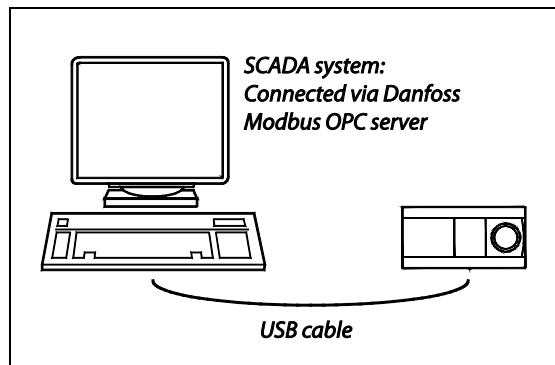 SCADA system:
Connected via Danfoss
Modbus OPC server
USB cable